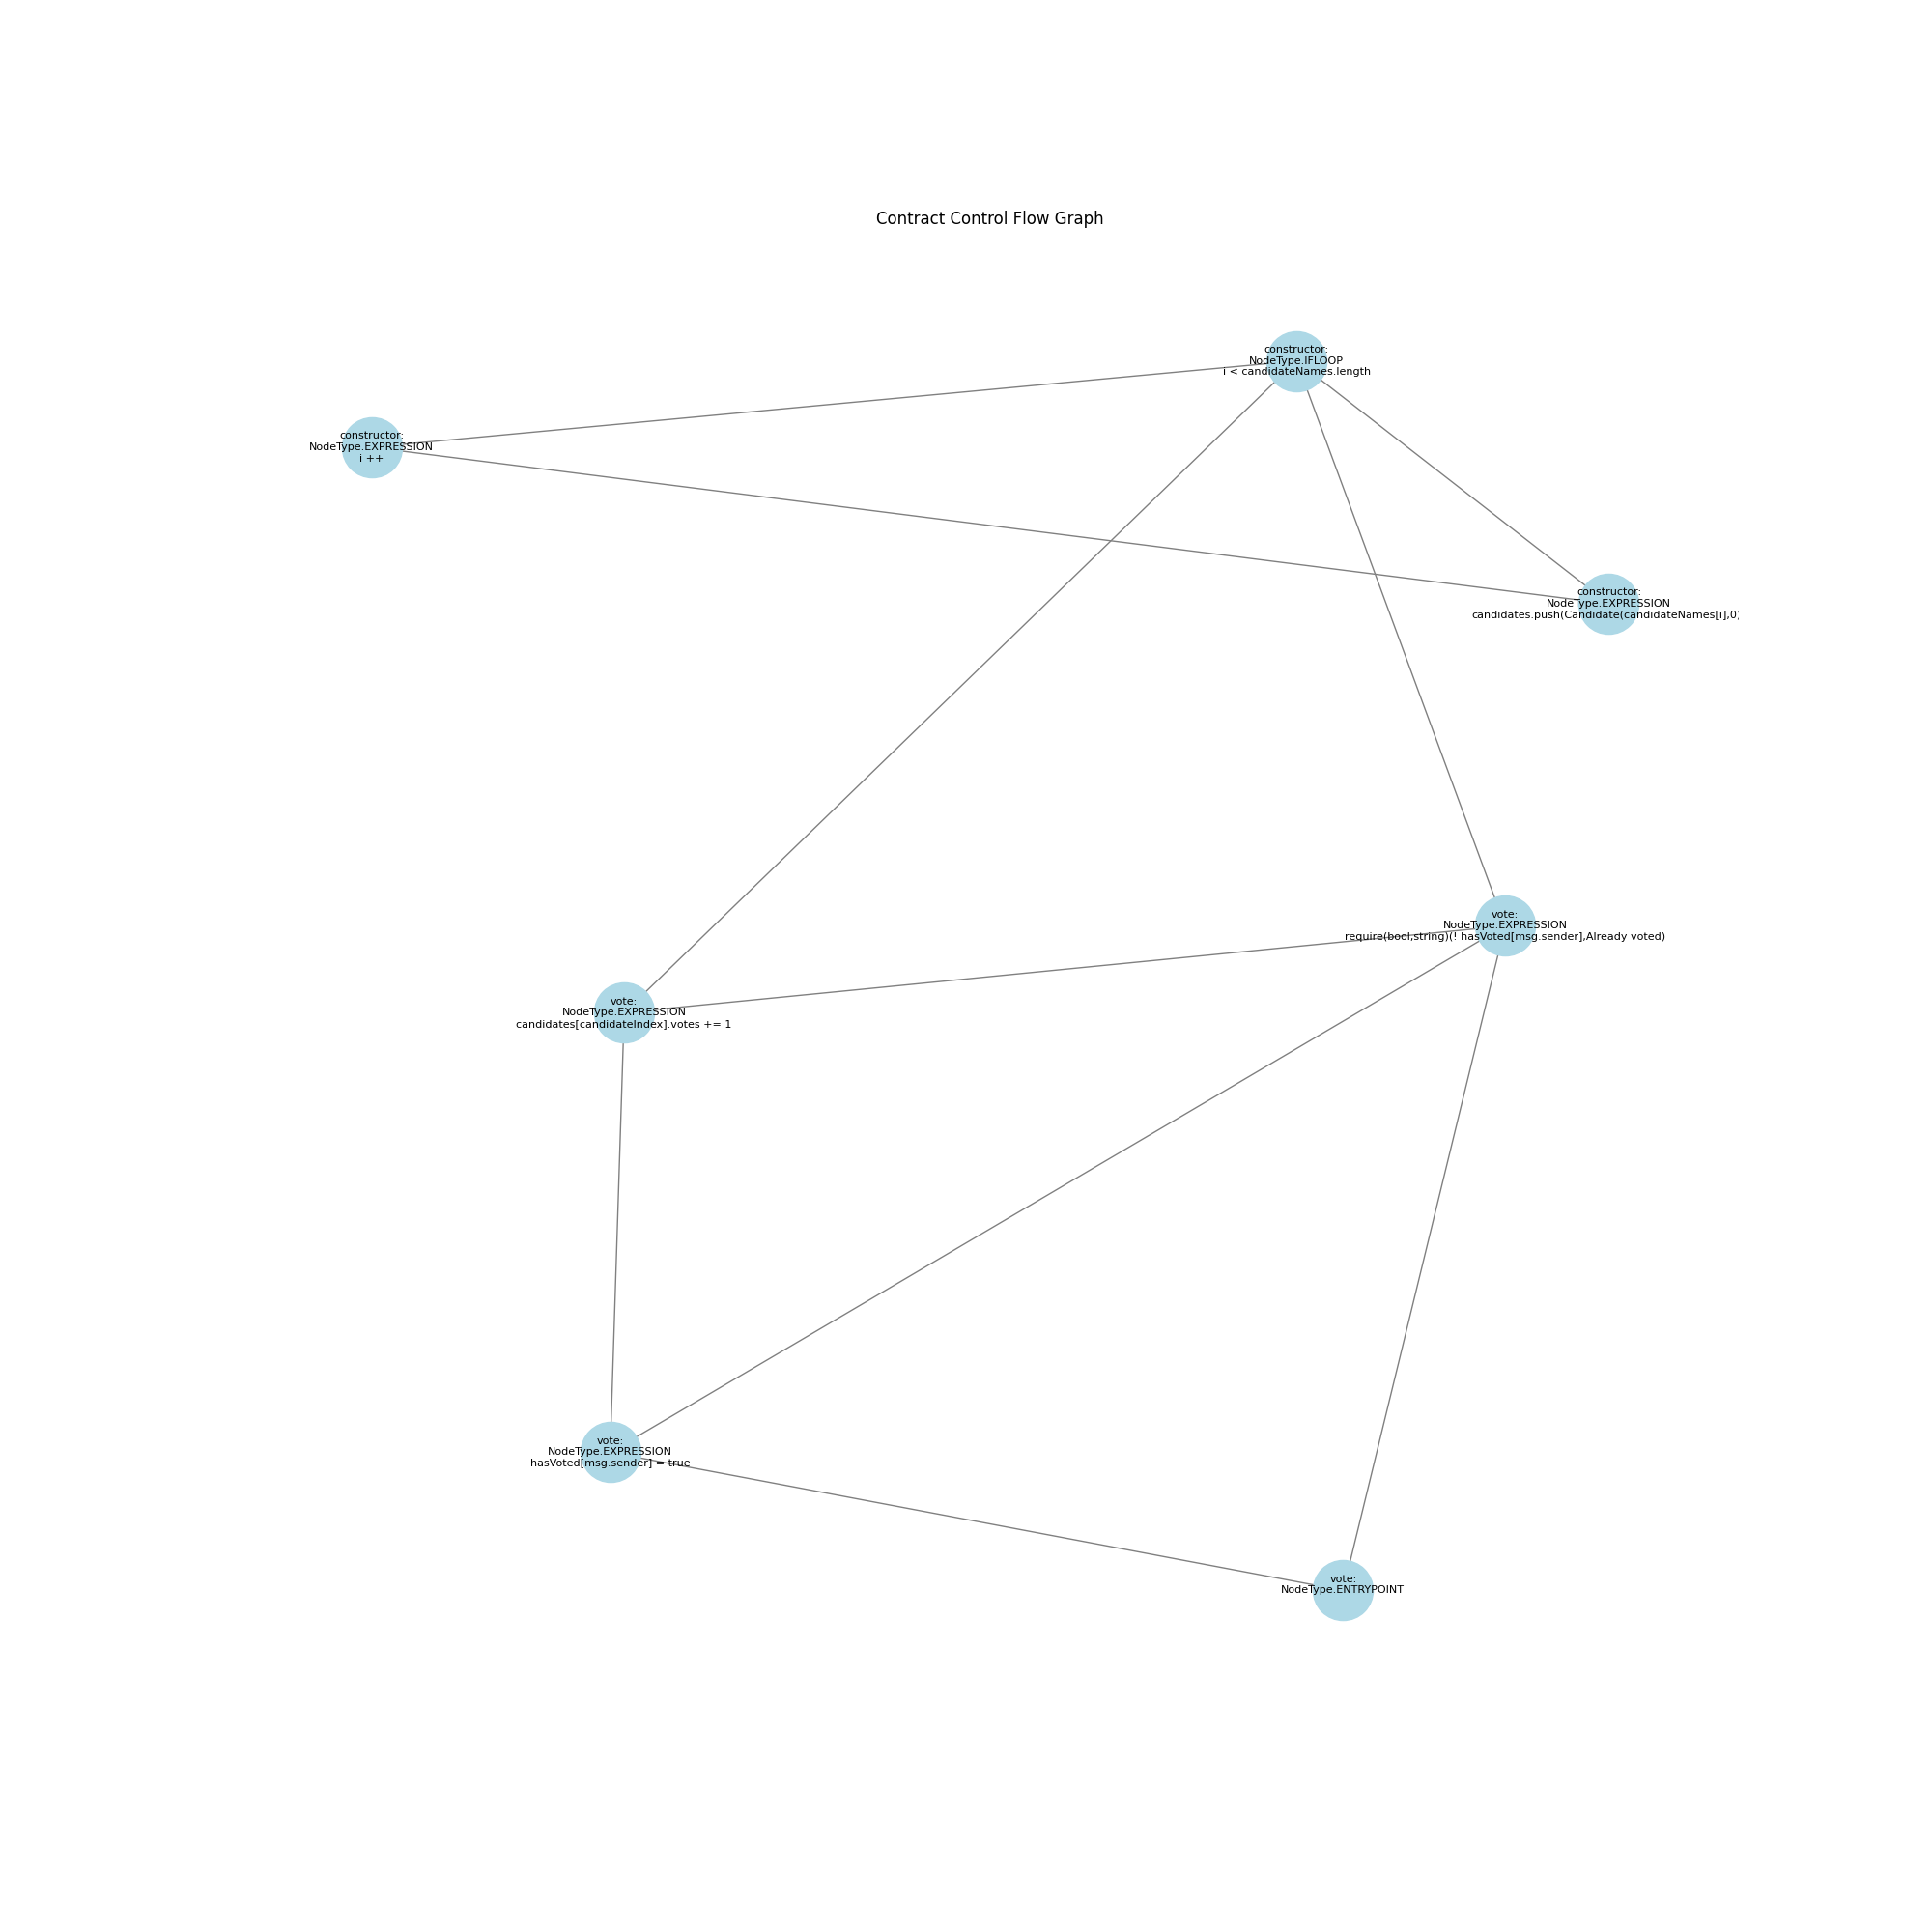 Contract Control Flow Graph
constructor:
NodeType.IFLOOP
i < candidateNames.length
constructor:
NodeType.EXPRESSION
i ++
constructor:
NodeType.EXPRESSION
candidates.push(Candidate(candidateNames[i],0)
vote:
NodeType.EXPRESSION
require(bool,string)(! hasVoted[msg.sender],Already voted)
vote:
NodeType.EXPRESSION
candidates[candidateIndex].votes += 1
vote:
NodeType.EXPRESSION
hasVoted[msg.sender] = true
vote:
NodeType.ENTRYPOINT